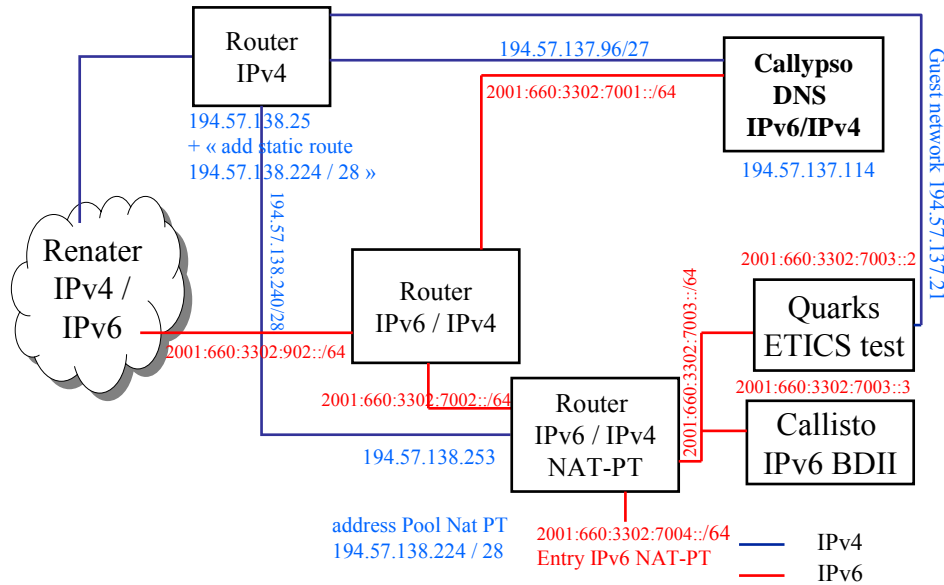 Router
IPv4
194.57.137.96/27
Callypso
DNS
IPv6/IPv4
2001:660:3302:7001::/64
194.57.137.114
Guest network 194.57.137.21
194.57.138.25
+ « add static route
194.57.138.224 / 28 »
194.57.138.240/28
Renater
IPv4 /
IPv6
2001:660:3302:902::/64
Router
IPv6 / IPv4
2001:660:3302:7002::/64
2001:660:3302:7003::/64
2001:660:3302:7003::2
Quarks
ETICS test
2001:660:3302:7003::3
Callisto
IPv6 BDII
Router
IPv6 / IPv4
NAT-PT
194.57.138.253
address Pool Nat PT
194.57.138.224 / 28
2001:660:3302:7004::/64
Entry IPv6 NAT-PT
IPv4
IPv6